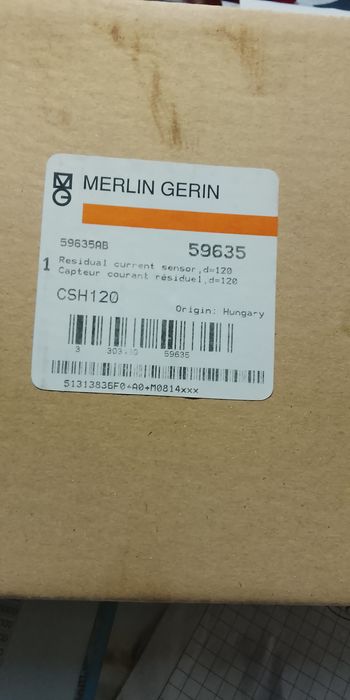 MG
MERLIN GERIN
59635AB 59635
1 Residual current sensor,d=120
Capteur courant résiduel,d=120
CSH120
Origin: Hungary
3 59635
51313836F0+A0+M0814xxx